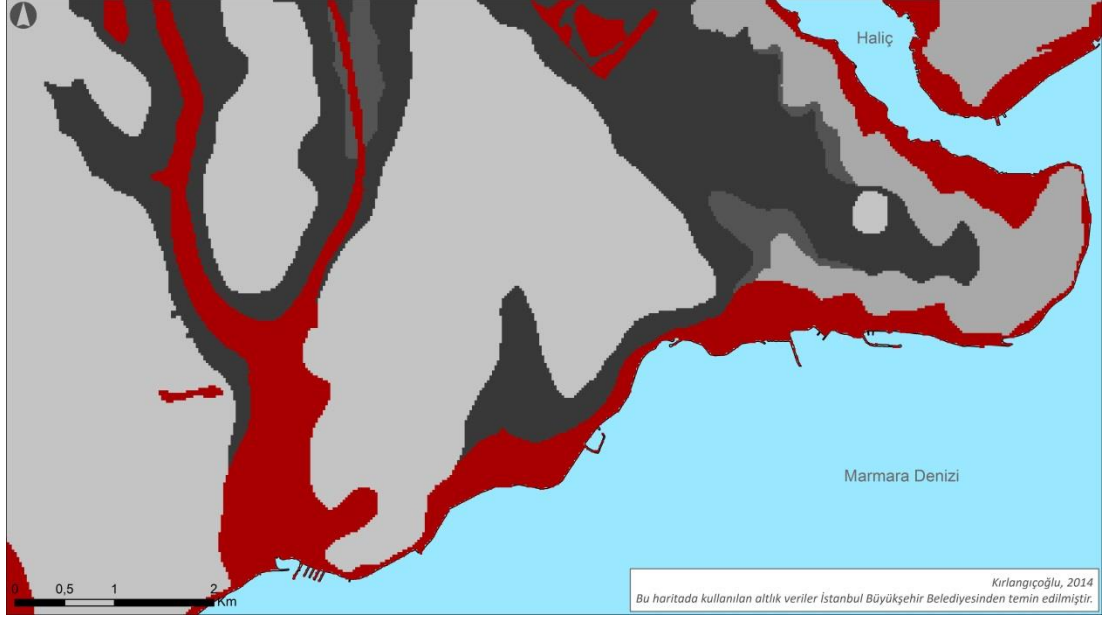 Haliç
Marmara Denizi
0 0,5 1 2
Km
Kırlangıçoğlu, 2014
Bu haritada kullanılan altlık veriler İstanbul Büyükşehir Belediyesinden temin edilmiştir.